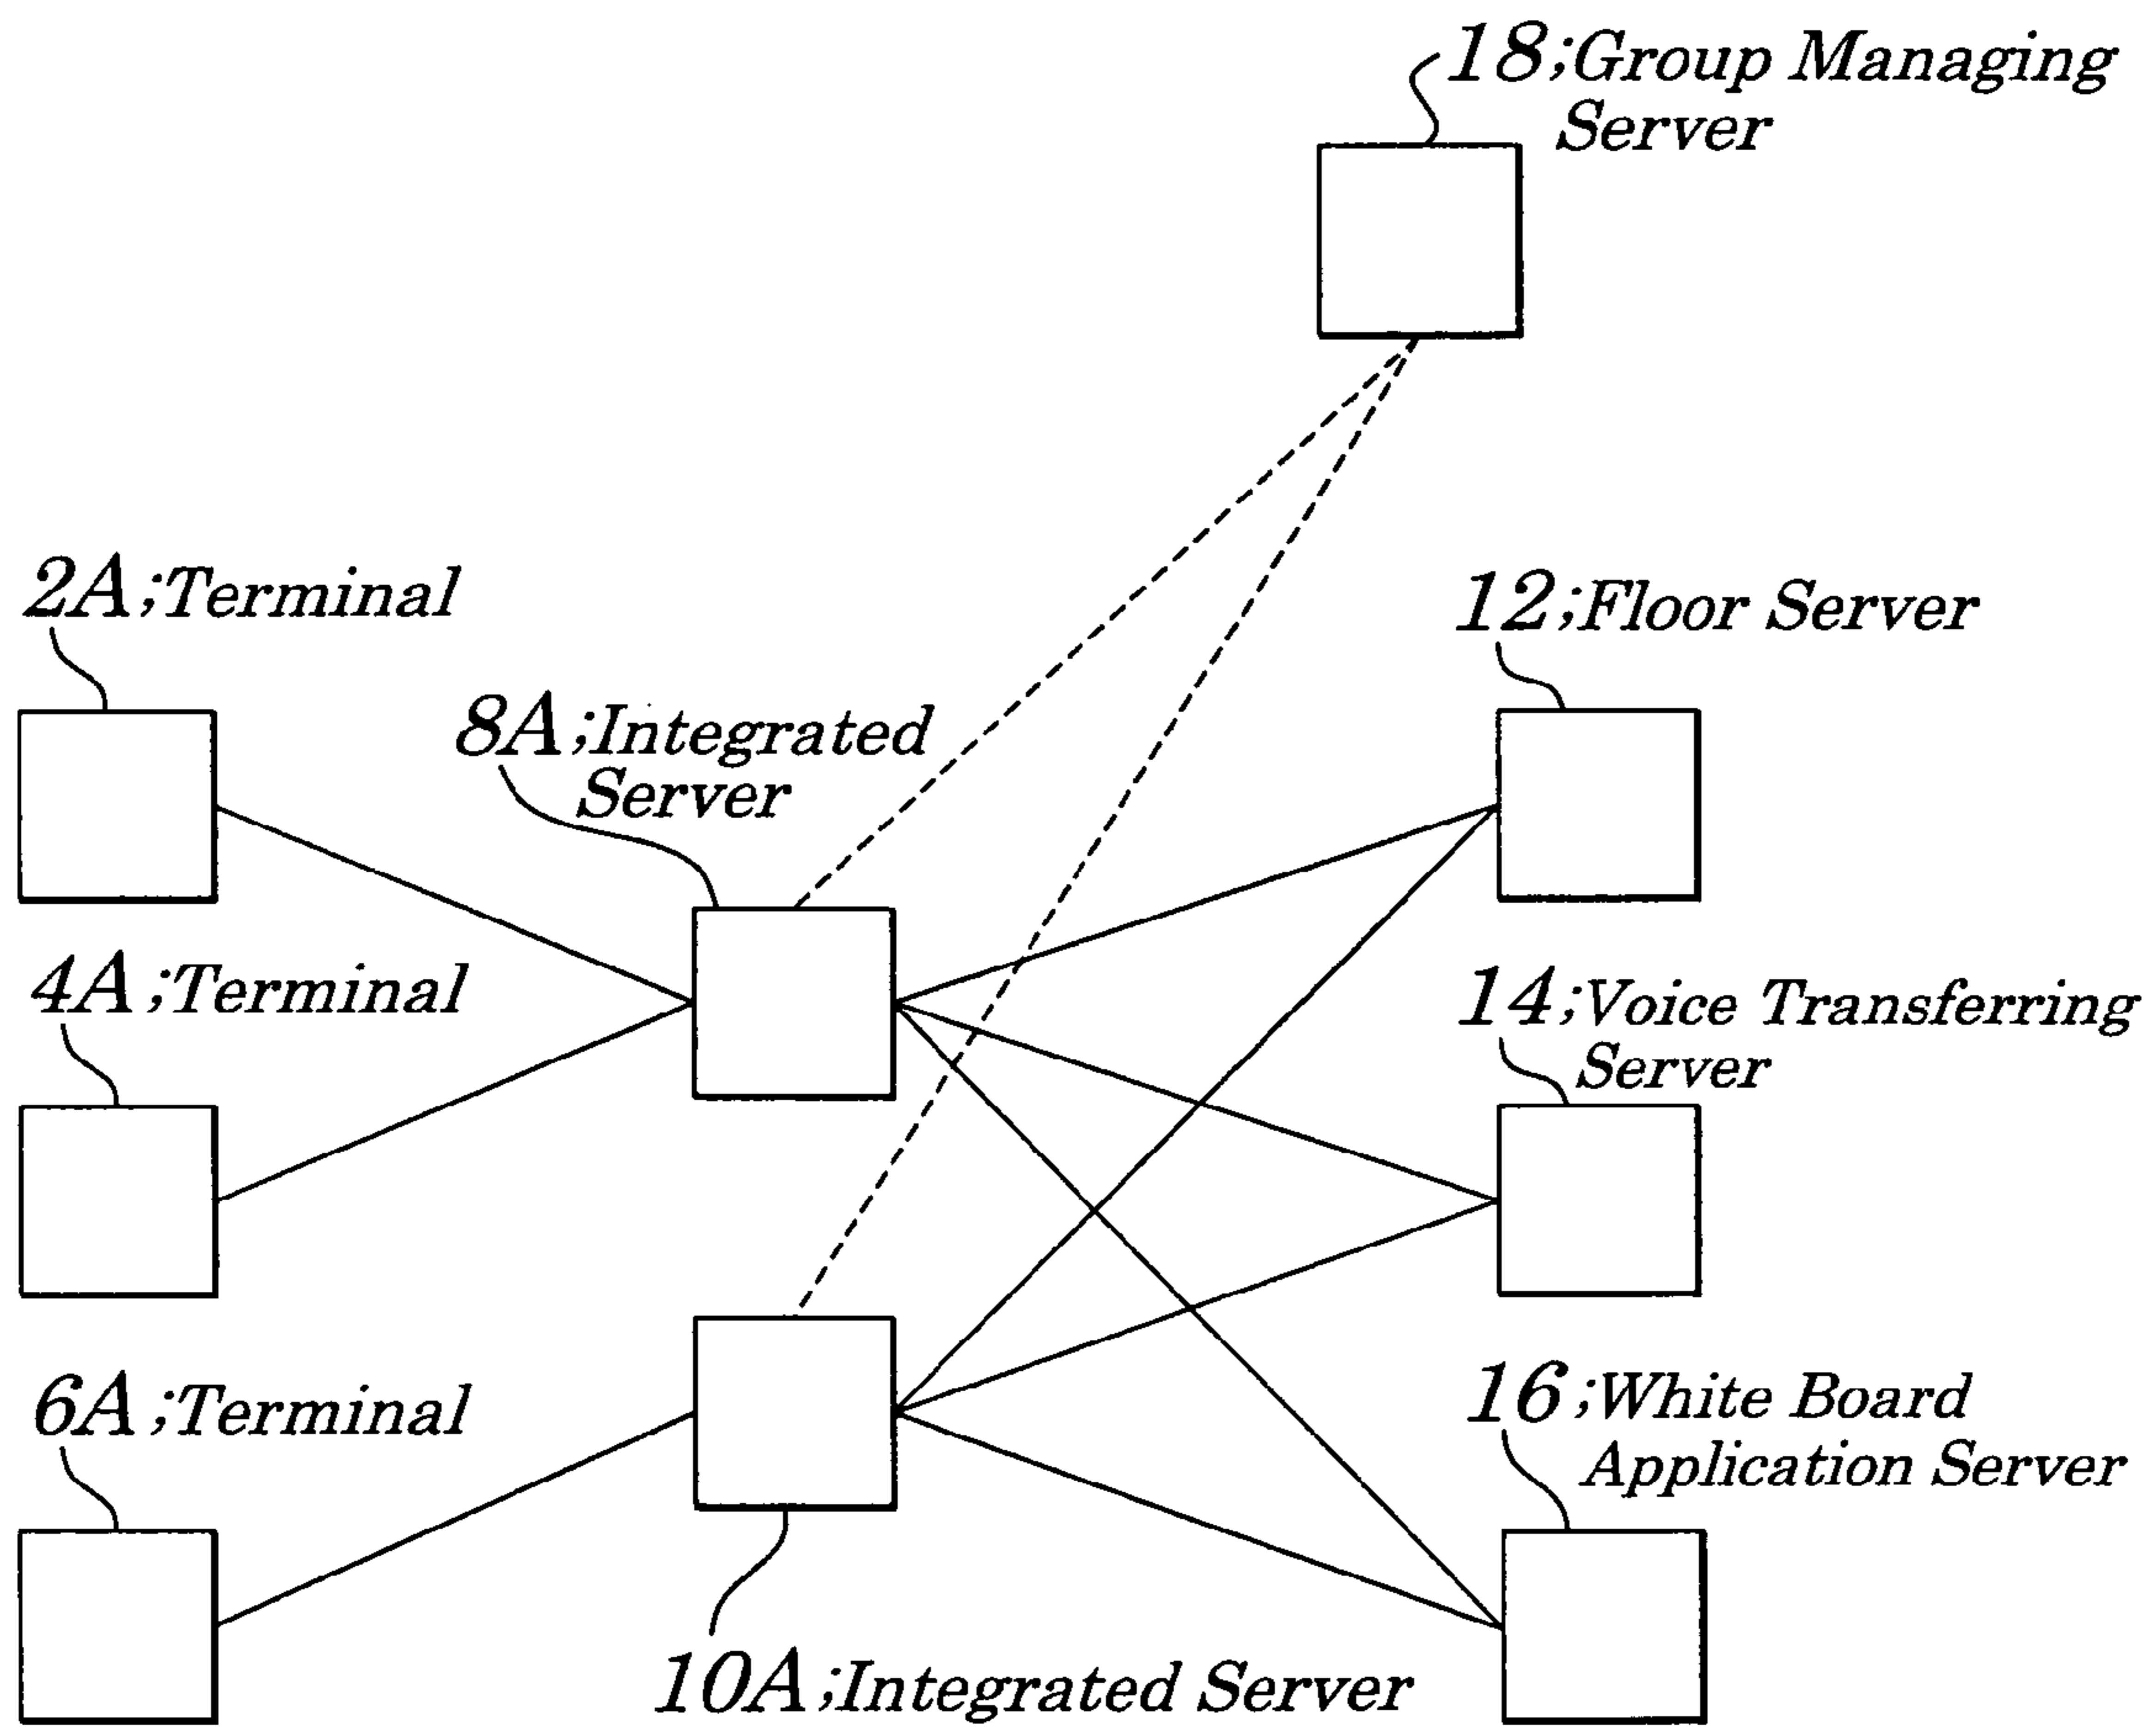 18;Group Managing
Server
2A;Terminal
12;Floor Server
8A;Integrated
Server
4A;Terminal
14;Voice Transferring
Server
6A;Terminal
16;White Board
Application Server
10A;Integrated Server